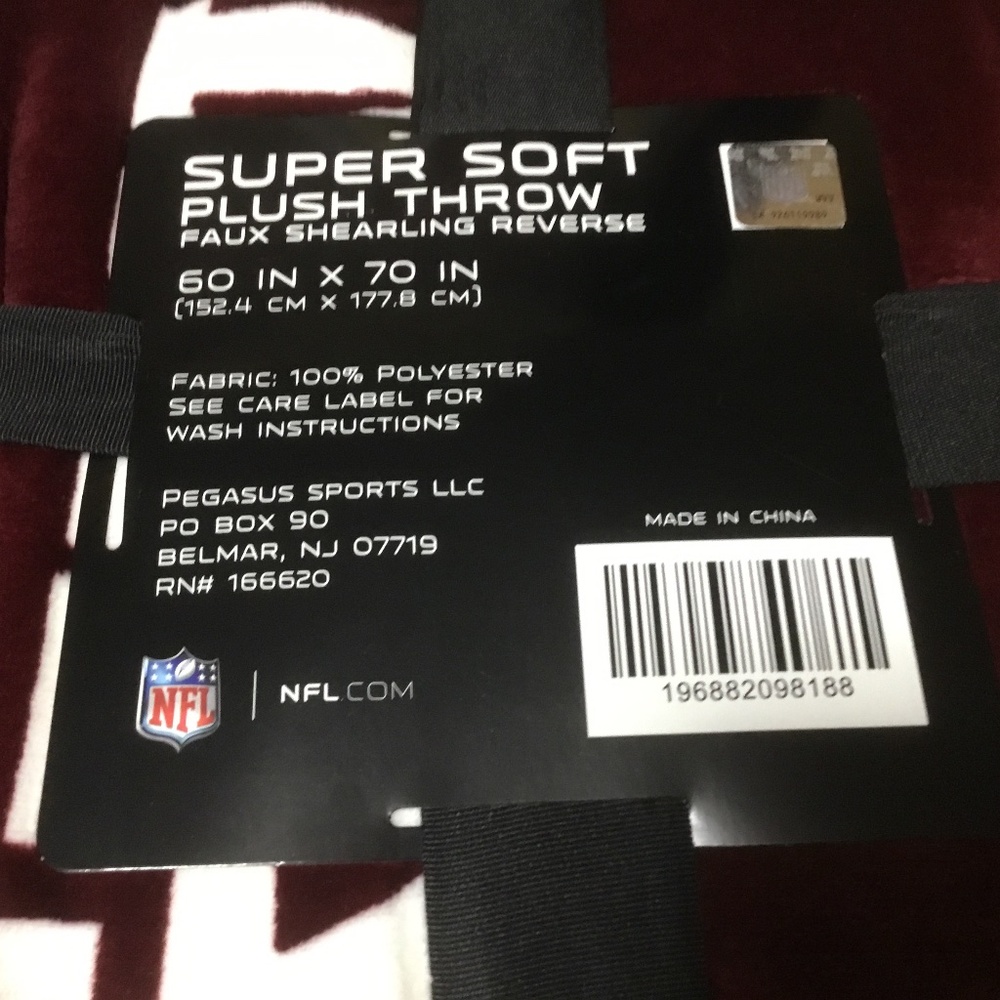 SUPER SOFT
PLUSH THROW
FAUX SHEARLING REVERSE
60 IN X 70 IN
(152.4 CM X 177.8 CM)
FABRIC: 100% POLYESTER
SEE CARE LABEL FOR
WASH INSTRUCTIONS
PEGASUS SPORTS LLC
PO BOX 90
BELMAR, NJ 07719
RN# 166620
MADE IN CHINA
196882098188
NFL
NFL.COM